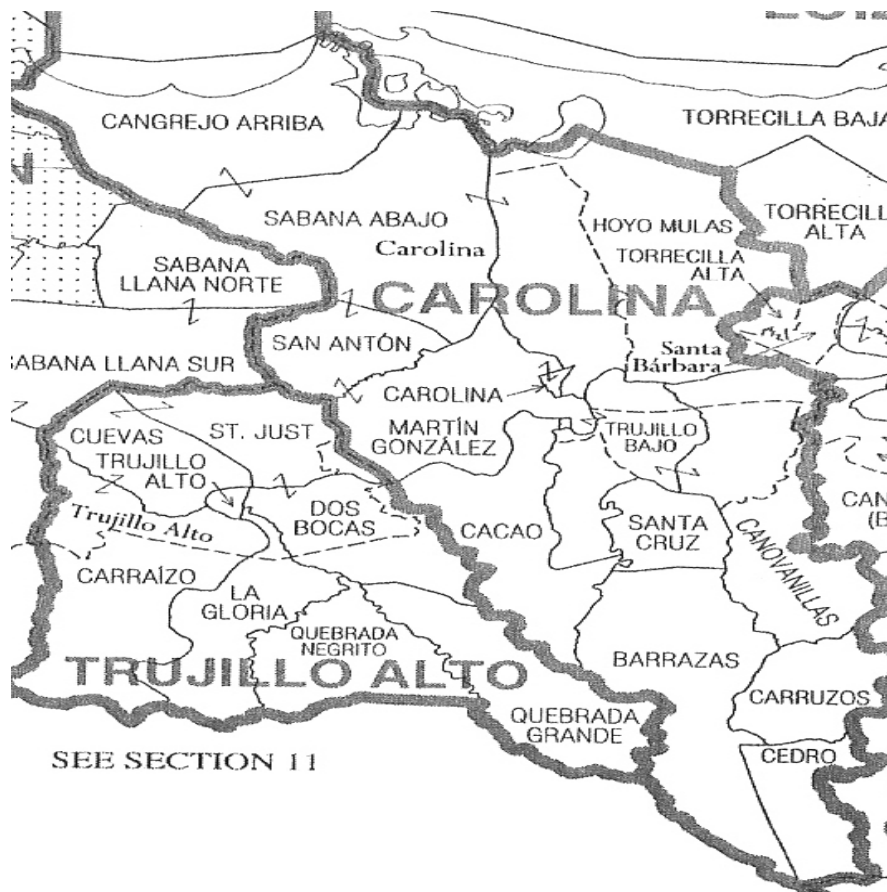 CANGREJO ARRIBA
TORRECILLA BAJA
SABANA ABAJO
HOYO MULAS
Carolina
TORRECILLA
ALTA
SABANA
LLANA NORTE
CAROLINA
SAN ANTÓN
Santa
Bárbara
SABANA LLANA SUR
CAROLINA
CUEVAS
ST. JUST
MARTÍN
GONZÁLEZ
TRUJILLO
BAJO
TRUJILLO
ALTO
Trujillo Alto
DOS
BOCAS
CACAO
SANTA
CRUZ
CANOVANILLAS
CARRAÍZO
LA
GLORIA
QUEBRADA
NEGRITO
BARRAZAS
TRUJILLO ALTO
CARRUZOS
QUEBRADA
GRANDE
CEDRO
SEE SECTION 11